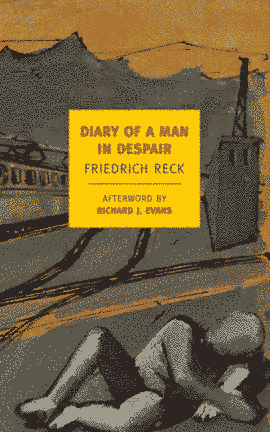 DIARY OF A MAN
IN DESPAIR
FRIEDRICH RECK
AFTERWORD BY
RICHARD J. EVANS